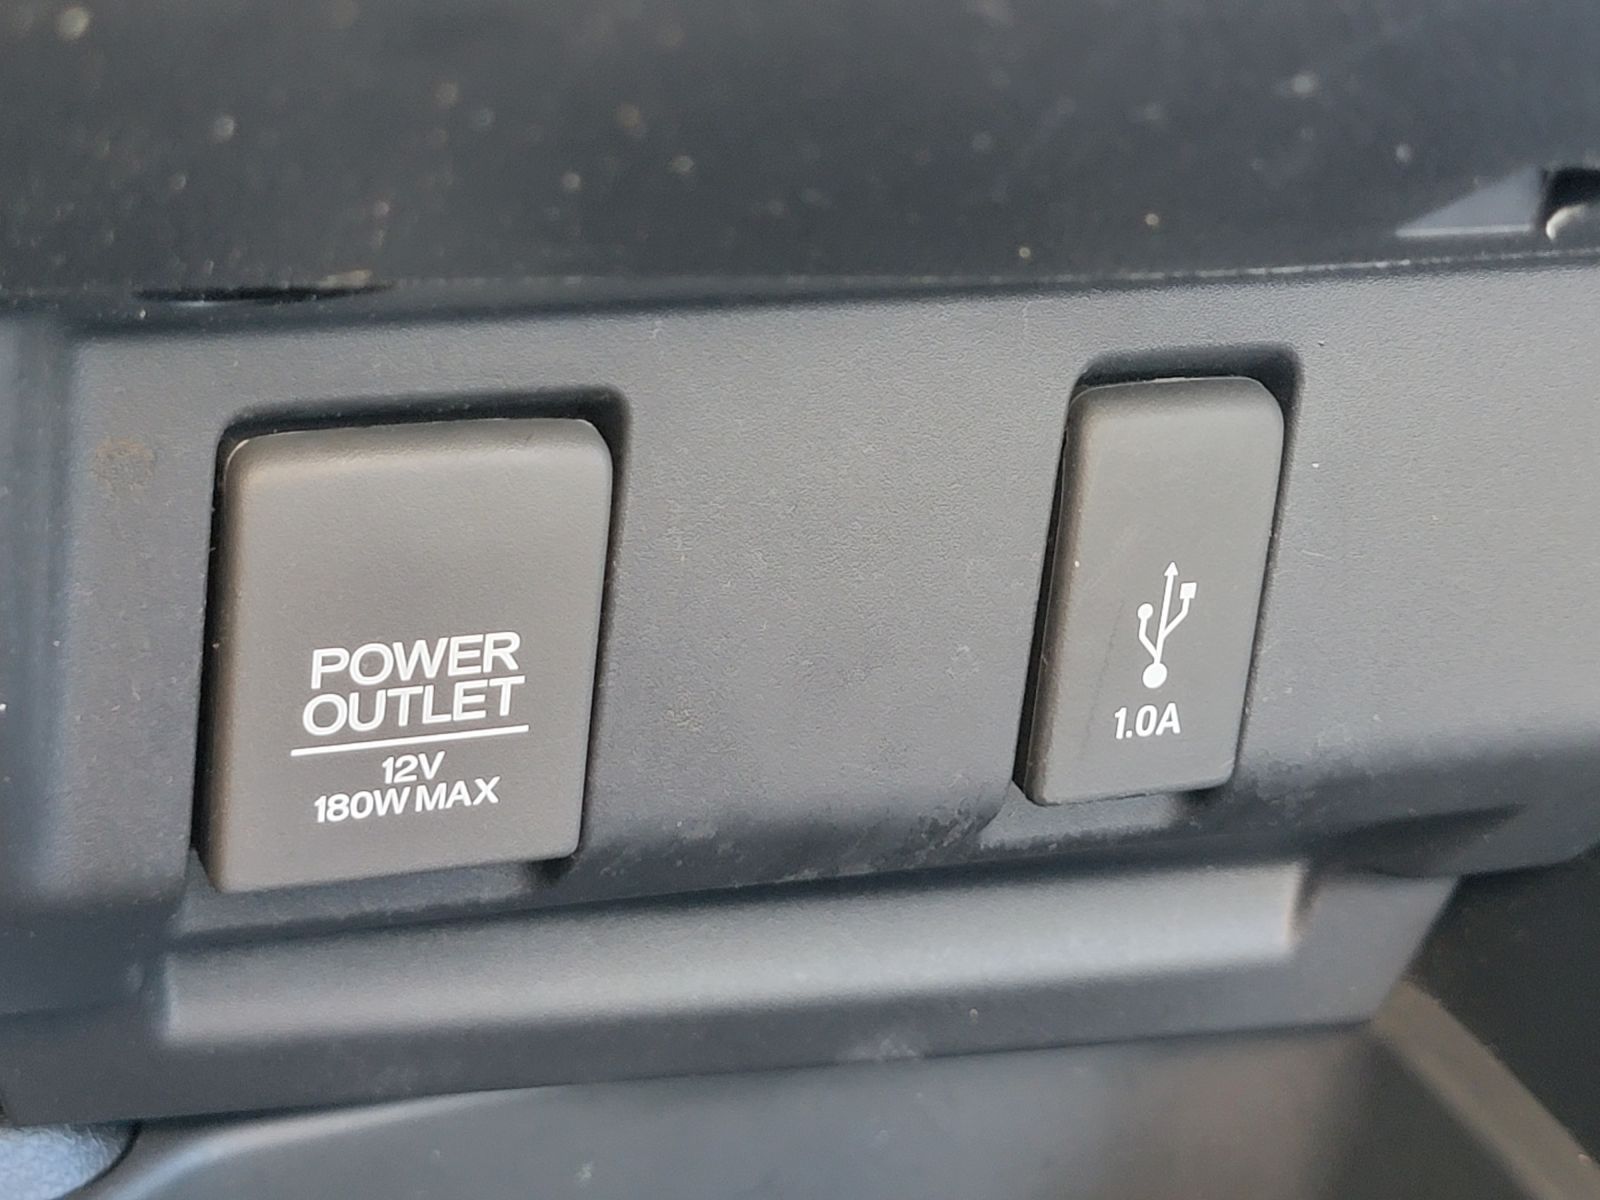 POWER
OUTLET
12V
180W MAX
1.0A